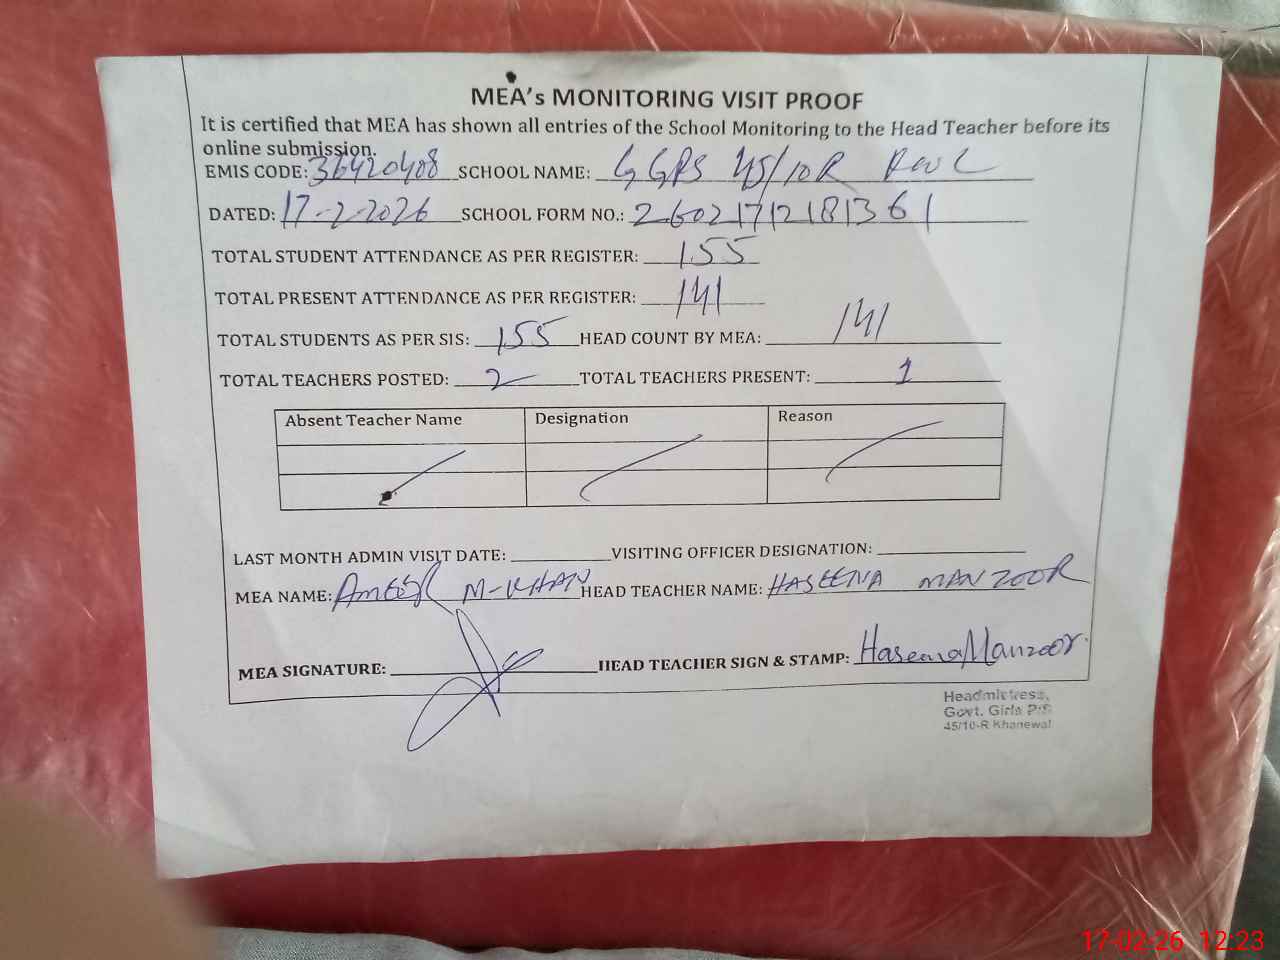 MEA's MONITORING VISIT PROOF
It is certified that MEA has shown all entries of the School Monitoring to the Head Teacher before its
online submission.
EMIS CODE: 36420408 SCHOOL NAME: GGPS 45/10R
DATED: 17-2-2026 SCHOOL FORM NO.: 26021712181361
TOTAL STUDENT ATTENDANCE AS PER REGISTER: 155
TOTAL PRESENT ATTENDANCE AS PER REGISTER: 141
TOTAL STUDENTS AS PER SIS: 155 HEAD COUNT BY MEA: 141
TOTAL TEACHERS POSTED: 2 TOTAL TEACHERS PRESENT: 1
Absent Teacher Name Designation Reason
LAST MONTH ADMIN VISIT DATE: VISITING OFFICER DESIGNATION:
MEA NAME: AMEER M-KHAN HEAD TEACHER NAME: HASEENA MANZOOR
MEA SIGNATURE: HEAD TEACHER SIGN & STAMP: Haseena Manzoor
Headmistress,
Govt. Girls P/S
45/10-R Khanewal
17-02-26 12:23